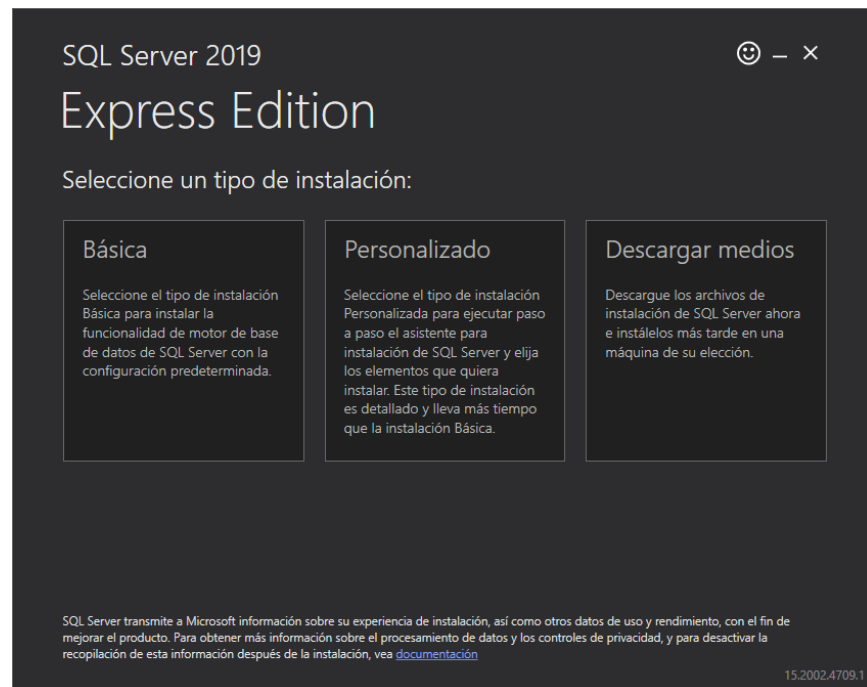 SQL Server 2019
Express Edition
Seleccione un tipo de instalación:
Básica
Seleccione el tipo de instalación
Básica para instalar la
funcionalidad de motor de base
de datos de SQL Server con la
configuración predeterminada.
Personalizado
Seleccione el tipo de instalación
Personalizada para ejecutar paso
a paso el asistente para
instalación de SQL Server y elija
los elementos que quiera
instalar. Este tipo de instalación
es detallado y lleva más tiempo
que la instalación Básica.
Descargar medios
Descargue los archivos de
instalación de SQL Server ahora
e instálelos más tarde en una
máquina de su elección.
SQL Server transmite a Microsoft información sobre su experiencia de instalación, así como otros datos de uso y rendimiento, con el fin de
mejorar el producto. Para obtener más información sobre el procesamiento de datos y los controles de privacidad, y para desactivar la
recopilación de esta información después de la instalación, vea documentación
15.2002.4709.1